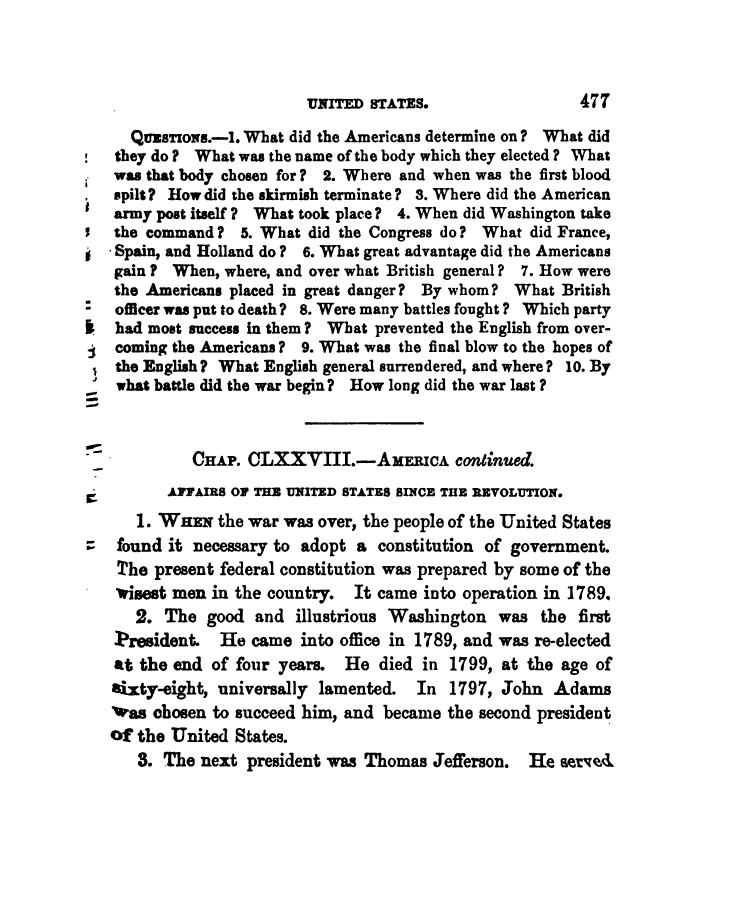 UNITED STATES. 477
QUESTIONS.—1. What did the Americans determine on? What did
they do? What was the name of the body which they elected? What
was that body chosen for? 2. Where and when was the first blood
spilt? How did the skirmish terminate? 3. Where did the American
army post itself? What took place? 4. When did Washington take
the command? 5. What did the Congress do? What did France,
Spain, and Holland do? 6. What great advantage did the Americans
gain? When, where, and over what British general? 7. How were
the Americans placed in great danger? By whom? What British
officer was put to death? 8. Were many battles fought? Which party
had most success in them? What prevented the English from over-
coming the Americans? 9. What was the final blow to the hopes of
the English? What English general surrendered, and where? 10. By
what battle did the war begin? How long did the war last?
CHAP. CLXXVIII.—AMERICA continued.
AFFAIRS OF THE UNITED STATES SINCE THE REVOLUTION.
1. WHEN the war was over, the people of the United States
found it necessary to adopt a constitution of government.
The present federal constitution was prepared by some of the
wisest men in the country. It came into operation in 1789.
2. The good and illustrious Washington was the first
President. He came into office in 1789, and was re-elected
at the end of four years. He died in 1799, at the age of
sixty-eight, universally lamented. In 1797, John Adams
was chosen to succeed him, and became the second president
of the United States.
3. The next president was Thomas Jefferson. He served